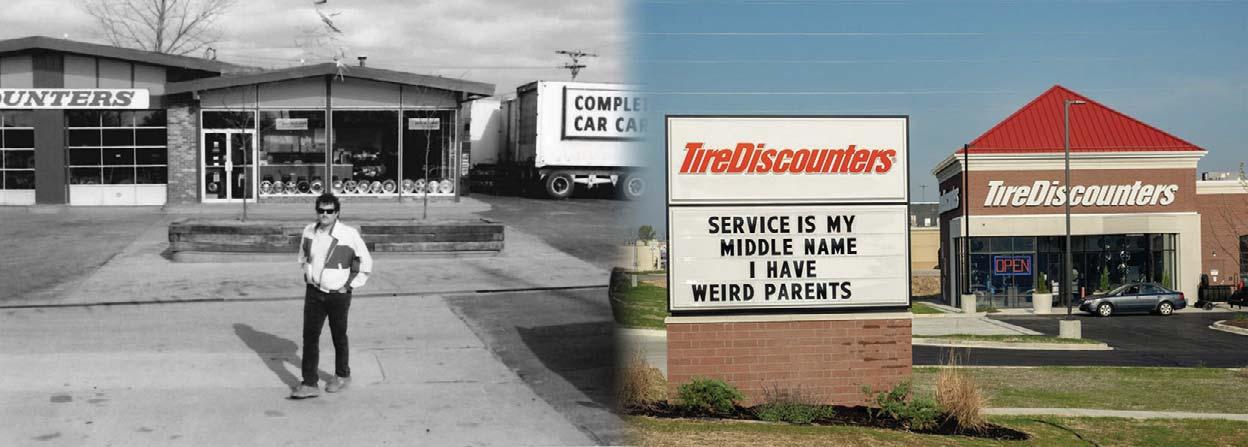 OUNTERS
COMPLET
CAR CAR
TIREDISCOUNTERS®
SERVICE IS MY
MIDDLE NAME
I HAVE
WEIRD PARENTS
TIREDISCOUNTERS
OPEN